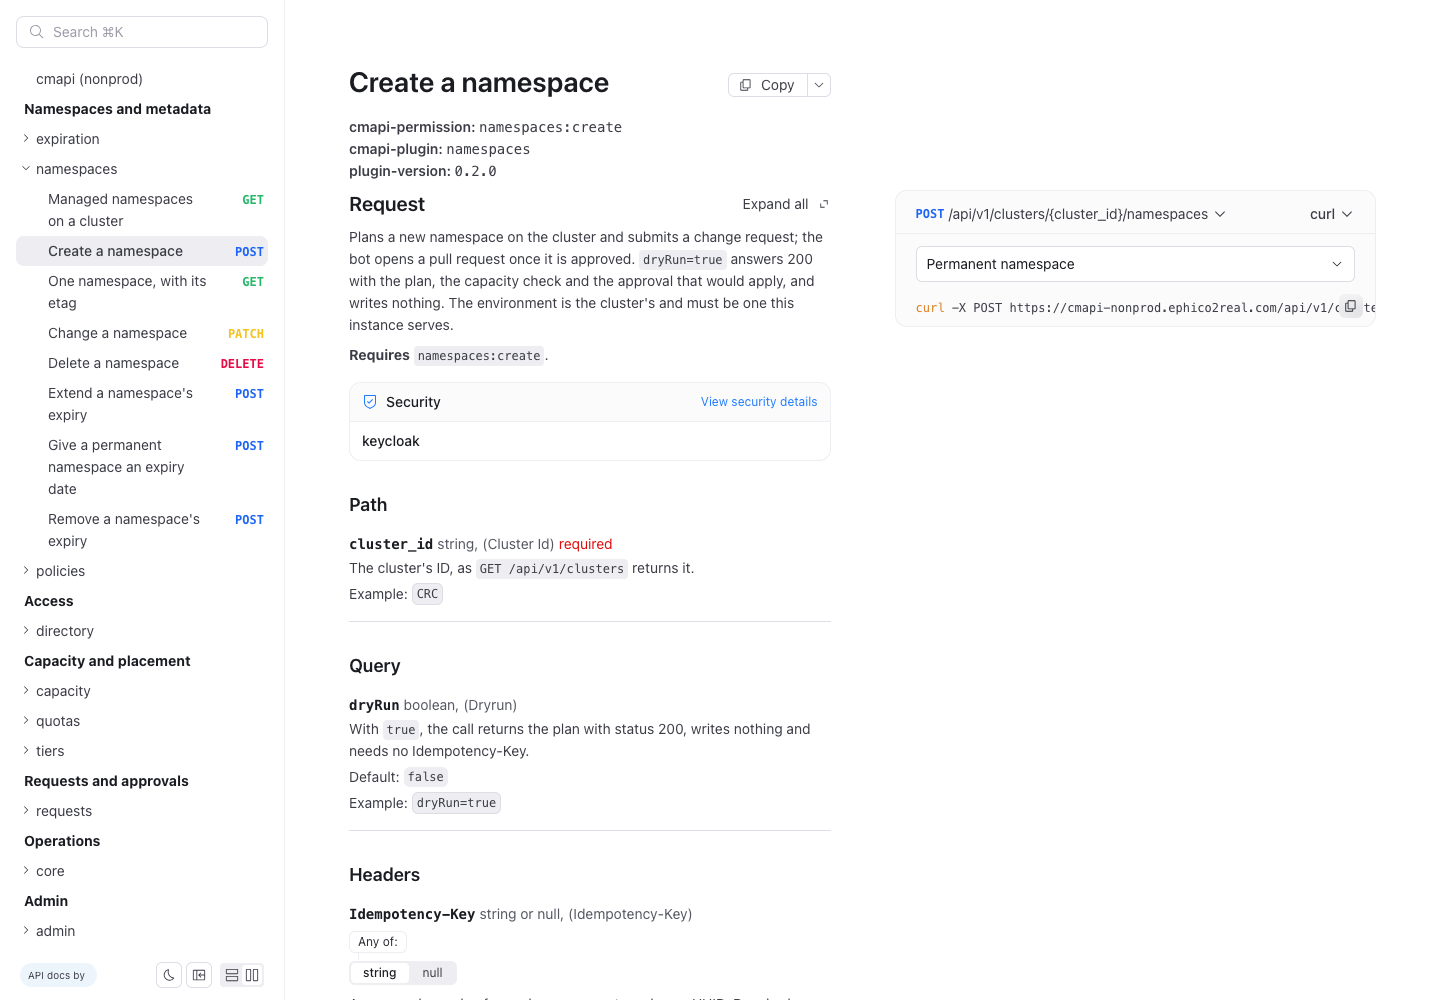 Search ⌘K
cmapi (nonprod)
Namespaces and metadata
expiration
namespaces
Managed namespaces GET
on a cluster
Create a namespace POST
One namespace, with its GET
etag
Change a namespace PATCH
Delete a namespace DELETE
Extend a namespace's POST
expiry
Give a permanent POST
namespace an expiry
date
Remove a namespace's POST
expiry
policies
Access
directory
Capacity and placement
capacity
quotas
tiers
Requests and approvals
requests
Operations
core
Admin
admin
API docs by
Create a namespace
Copy
cmapi-permission: namespaces:create
cmapi-plugin: namespaces
plugin-version: 0.2.0
Request
Expand all
Plans a new namespace on the cluster and submits a change request; the
bot opens a pull request once it is approved. dryRun=true answers 200
with the plan, the capacity check and the approval that would apply, and
writes nothing. The environment is the cluster's and must be one this
instance serves.
Requires namespaces:create.
Security
View security details
keycloak
Path
cluster_id string, (Cluster Id) required
The cluster's ID, as GET /api/v1/clusters returns it.
Example: CRC
Query
dryRun boolean, (Dryrun)
With true, the call returns the plan with status 200, writes nothing and
needs no Idempotency-Key.
Default: false
Example: dryRun=true
Headers
Idempotency-Key string or null, (Idempotency-Key)
Any of:
string null
POST /api/v1/clusters/{cluster_id}/namespaces
curl
Permanent namespace
curl -X POST https://cmapi-nonprod.ephico2real.com/api/v1/